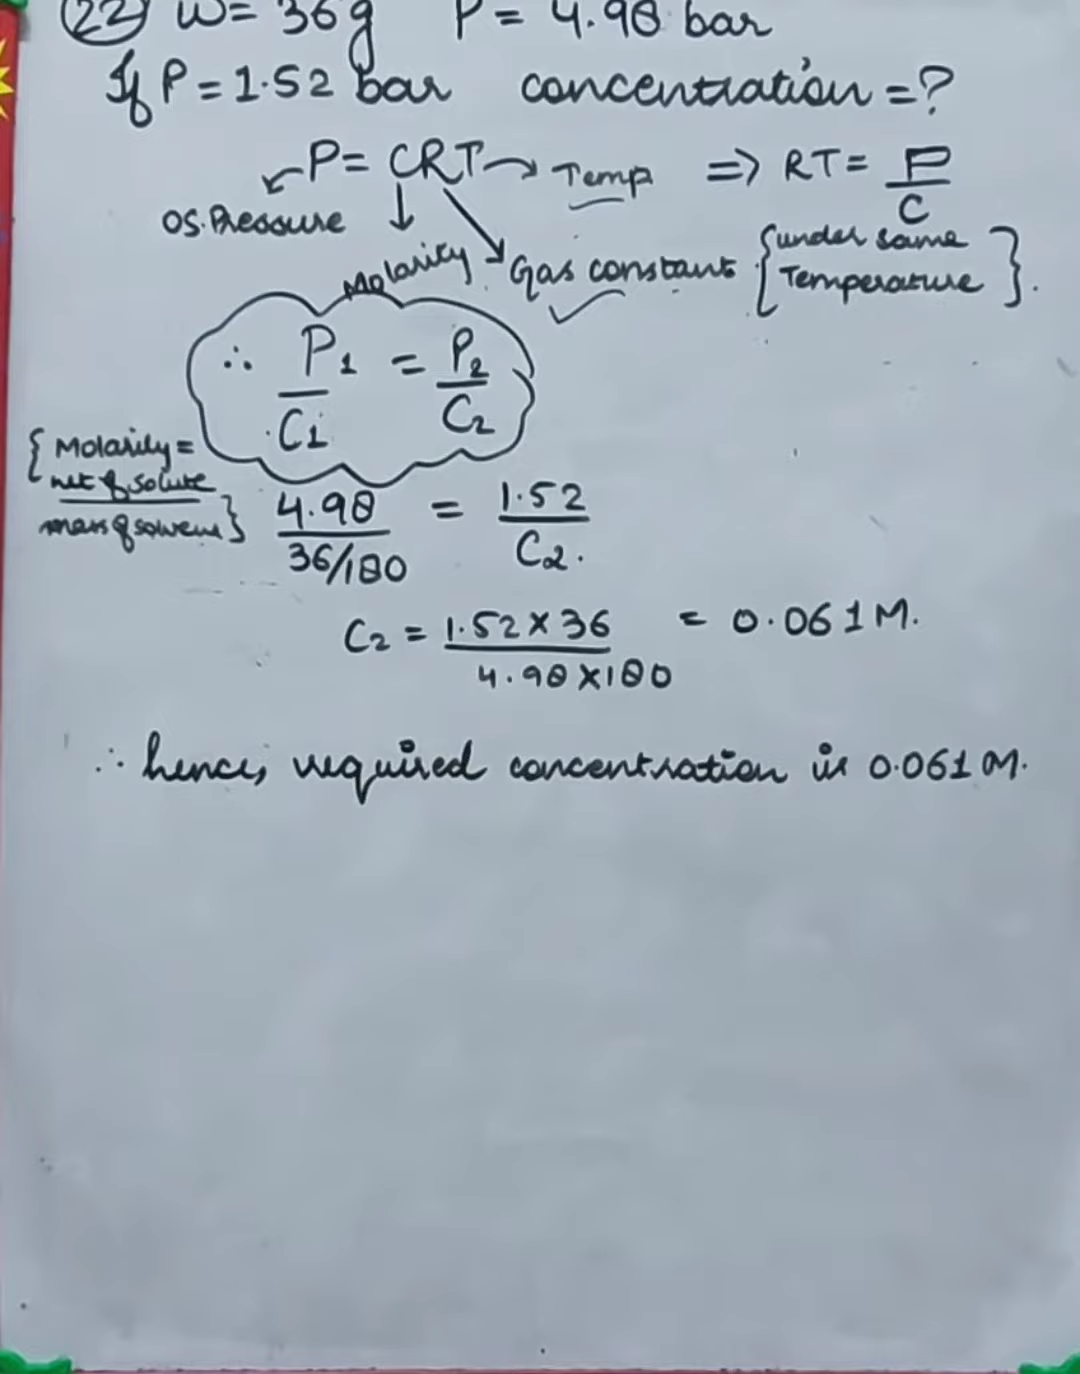 (22) W= 36g P= 4.98 bar
If P=1.52 bar concentration=?
P= CRT → Temp ⇒ RT= P/C
OS.Pressure
Molarity Gas constant {under same Temperature}.
∴ P1/C1 = P2/C2
{Molarity= wt of solute/mass of solvent}
4.98/36/180 = 1.52/C2.
C2 = 1.52×36/4.98×180 = 0.061M.
∴ hence, required concentration is 0.061M.